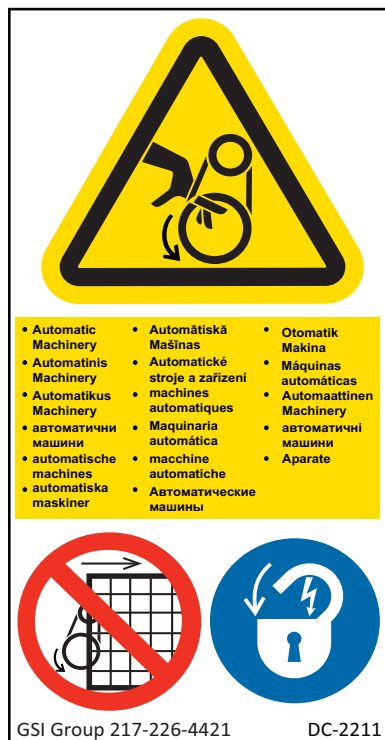 • Automatic
Machinery
• Automatinis
Machinery
• Automatikus
Machinery
• автоматични
машини
• automatische
machines
• automatiska
maskiner
• Automātiskā
Mašīnas
• Automatické
stroje a zařízení
• machines
automatiques
• Maquinaria
automática
• macchine
automatiche
• Автоматические
машины
• Otomatik
Makina
• Máquinas
automáticas
• Automaattinen
Machinery
• автоматичні
машини
• Aparate
GSI Group 217-226-4421 DC-2211